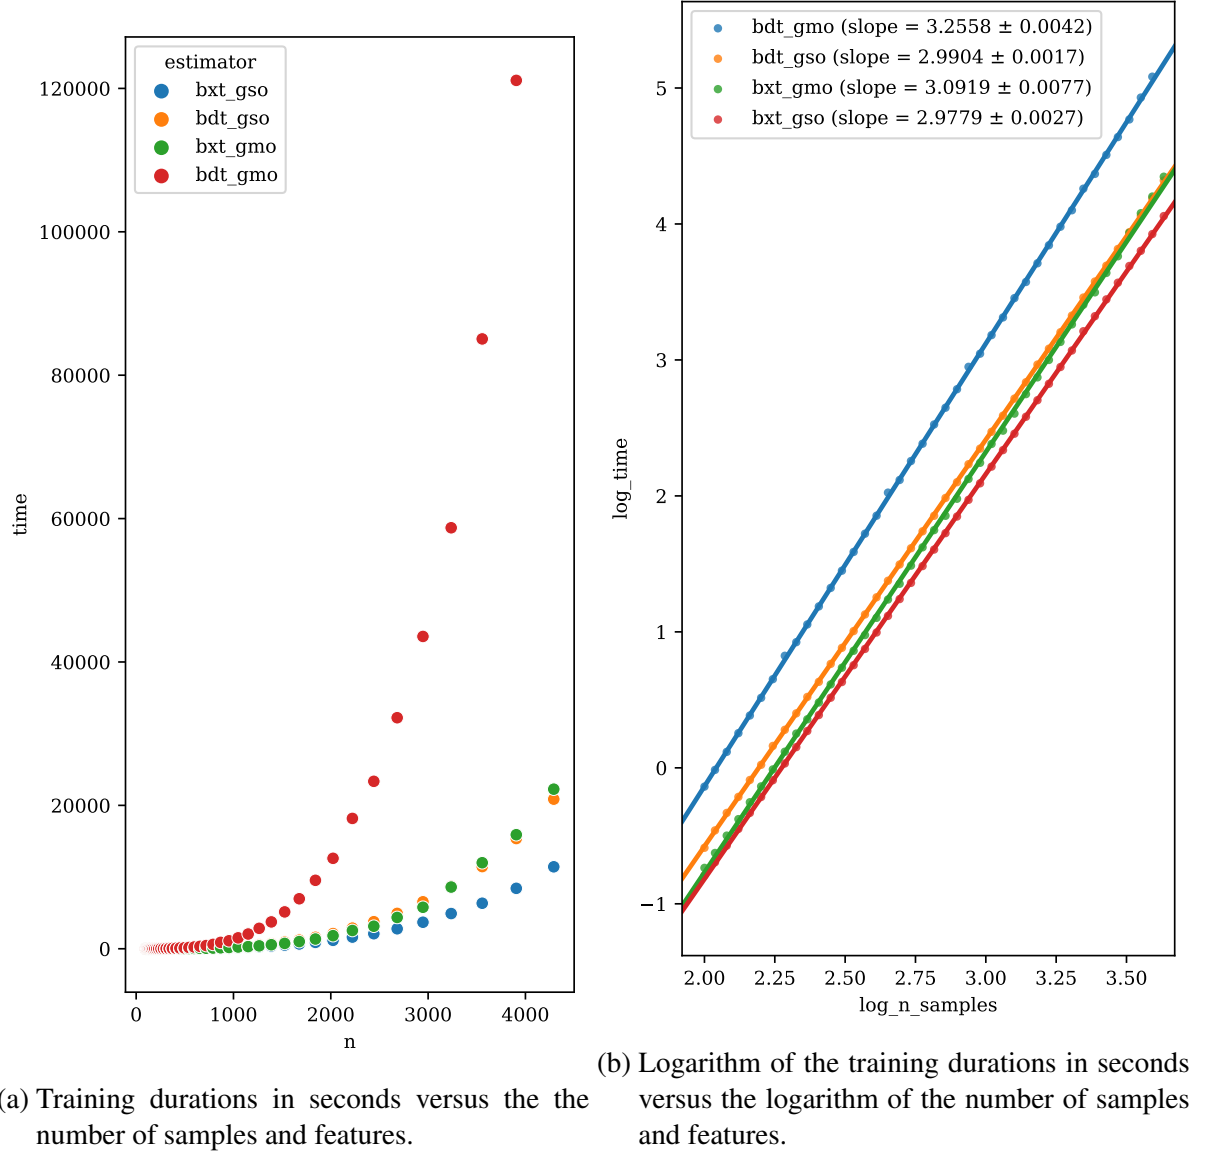 estimator
bxt_gso
bdt_gso
bxt_gmo
bdt_gmo
120000
100000
80000
60000
40000
20000
0
time
0 1000 2000 3000 4000
n
(a) Training durations in seconds versus the the
number of samples and features.
bdt_gmo (slope = 3.2558 ± 0.0042)
bdt_gso (slope = 2.9904 ± 0.0017)
bxt_gmo (slope = 3.0919 ± 0.0077)
bxt_gso (slope = 2.9779 ± 0.0027)
5
4
3
2
1
0
−1
log_time
2.00 2.25 2.50 2.75 3.00 3.25 3.50
log_n_samples
(b) Logarithm of the training durations in seconds
versus the logarithm of the number of samples
and features.